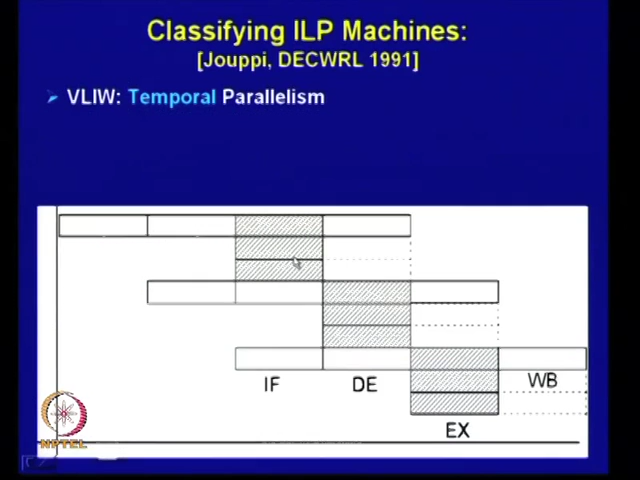 Classifying ILP Machines:
[Jouppi, DECWRL 1991]
VLIW: Temporal Parallelism
IF DE WB
EX
NPTEL